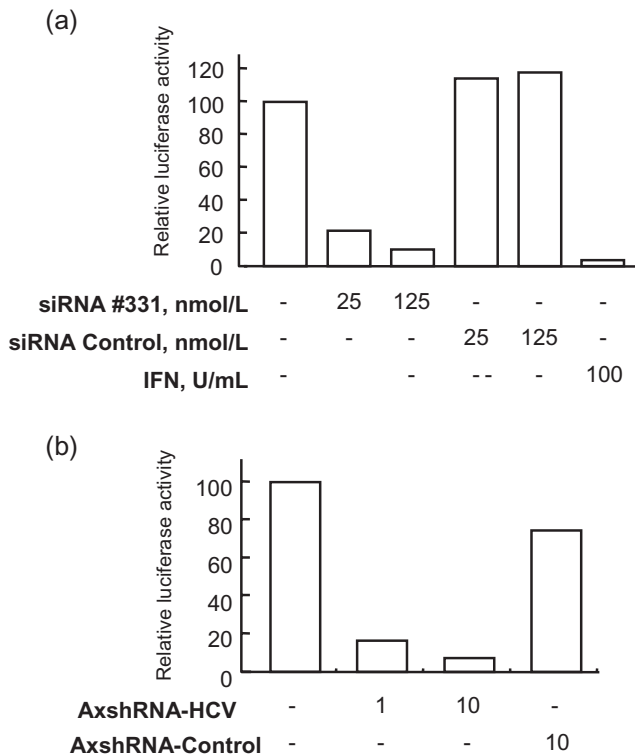 (a)
Relative luciferase activity
120
100
80
60
40
20
0
siRNA #331, nmol/L - 25 125 - - -
siRNA Control, nmol/L - - - 25 125 -
IFN, U/mL - - -- - 100
(b)
Relative luciferase activity
100
80
60
40
20
0
AxshRNA-HCV - 1 10 -
AxshRNA-Control - - - 10